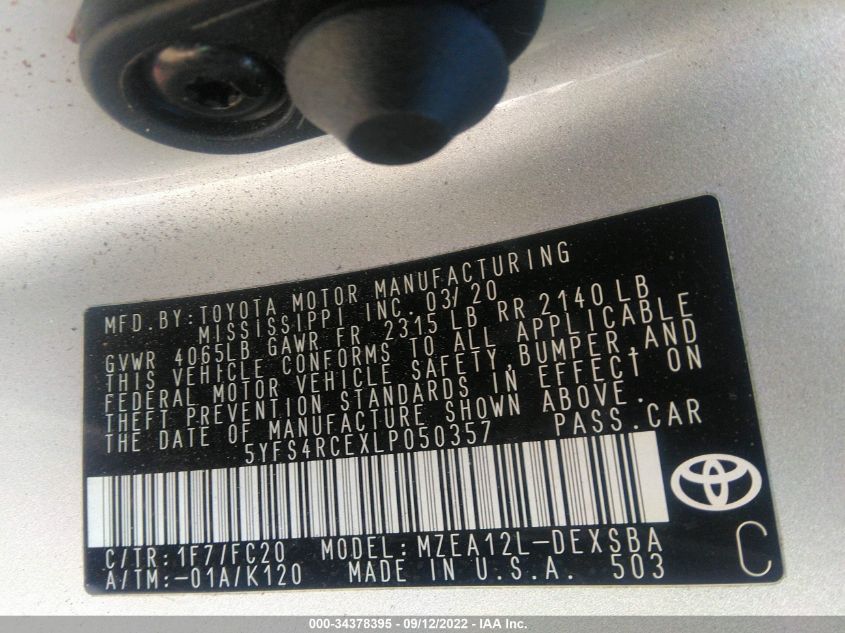 MFD. BY: TOYOTA MOTOR MANUFACTURING
MISSISSIPPI INC. 03/20
GVWR 4065LB GAWR FR 2315 LB RR 2140 LB
THIS VEHICLE CONFORMS TO ALL APPLICABLE
FEDERAL MOTOR VEHICLE SAFETY, BUMPER, AND
THEFT PREVENTION STANDARDS IN EFFECT ON
THE DATE OF MANUFACTURE SHOWN ABOVE.
5YFS4RCEXLP050357 PASS. CAR
C/TR: 1F7/FC20 MODEL: MZEA12L-DEXSBA
A/TM: -01A/K120 MADE IN U.S.A. 503
C
000-34378395 - 09/12/2022 - IAA Inc.